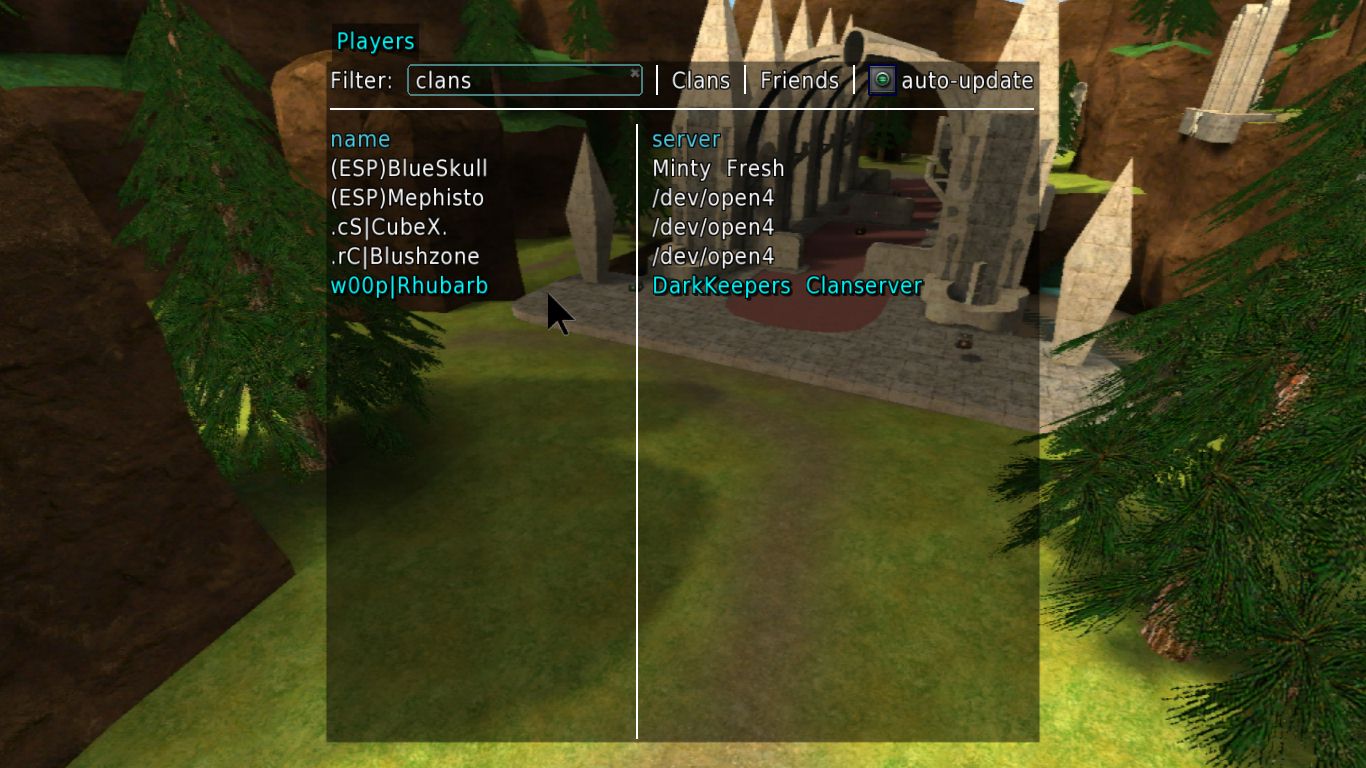 Players
Filter: clans Clans Friends auto-update
name server
(ESP)BlueSkull Minty Fresh
(ESP)Mephisto /dev/open4
.cS|CubeX. /dev/open4
.rC|Blushzone /dev/open4
w00p|Rhubarb DarkKeepers Clanserver